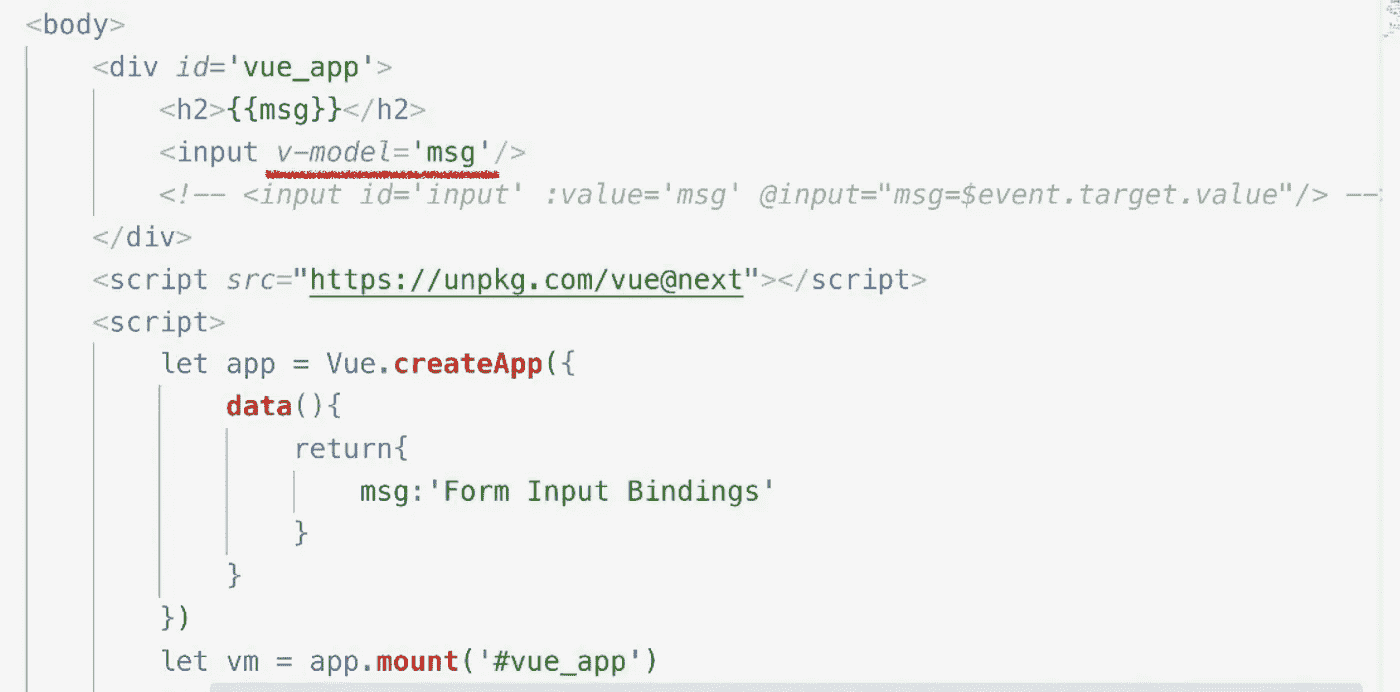 <body>
<div id='vue_app'>
<h2>{{msg}}</h2>
<input v-model='msg'/>
<!-- <input id='input' :value='msg' @input="msg=$event.target.value"/> --
</div>
<script src="https://unpkg.com/vue@next"></script>
<script>
let app = Vue.createApp({
data(){
return{
msg:'Form Input Bindings'
}
}
})
let vm = app.mount('#vue_app')